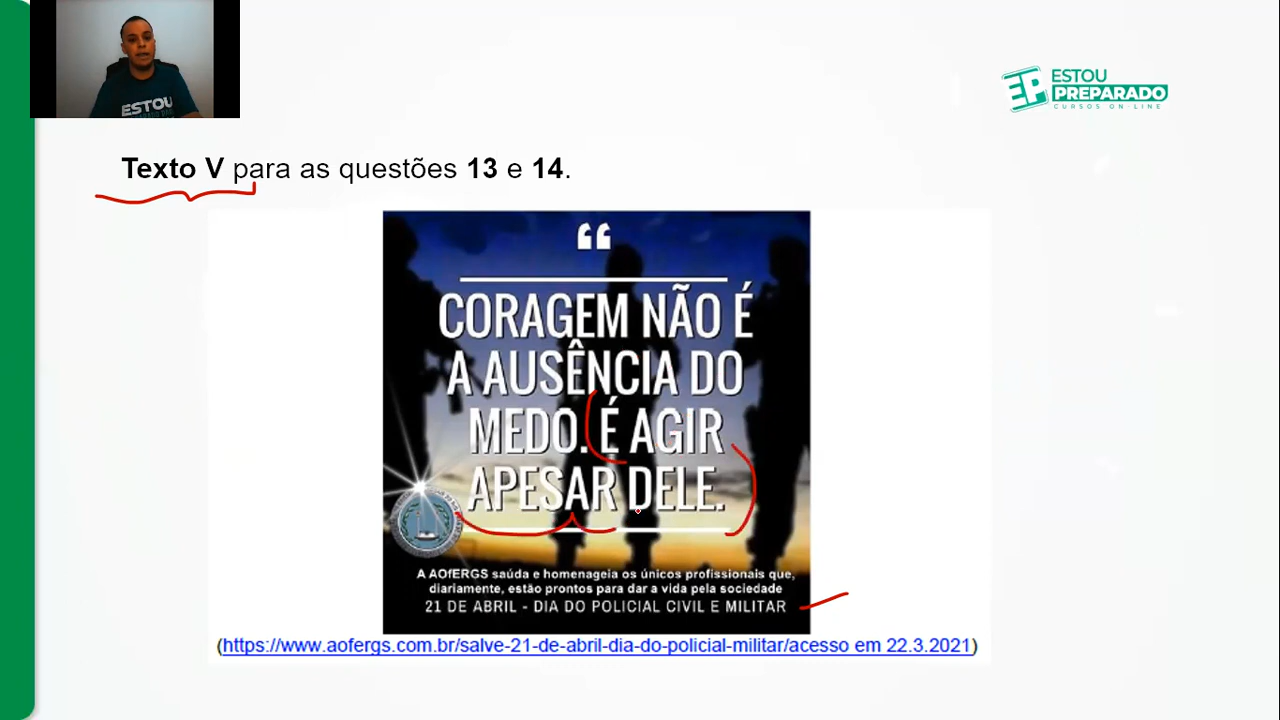 ESTOU
ESTOU
PREPARADO
CURSOS ON-LINE
Texto V para as questões 13 e 14.
“
CORAGEM NÃO É
A AUSÊNCIA DO
MEDO. É AGIR
APESAR DELE.
A AOfERGS saúda e homenageia os únicos profissionais que,
diariamente, estão prontos para dar a vida pela sociedade
21 DE ABRIL - DIA DO POLICIAL CIVIL E MILITAR
(https://www.aofergs.com.br/salve-21-de-abril-dia-do-policial-militar/acesso em 22.3.2021)